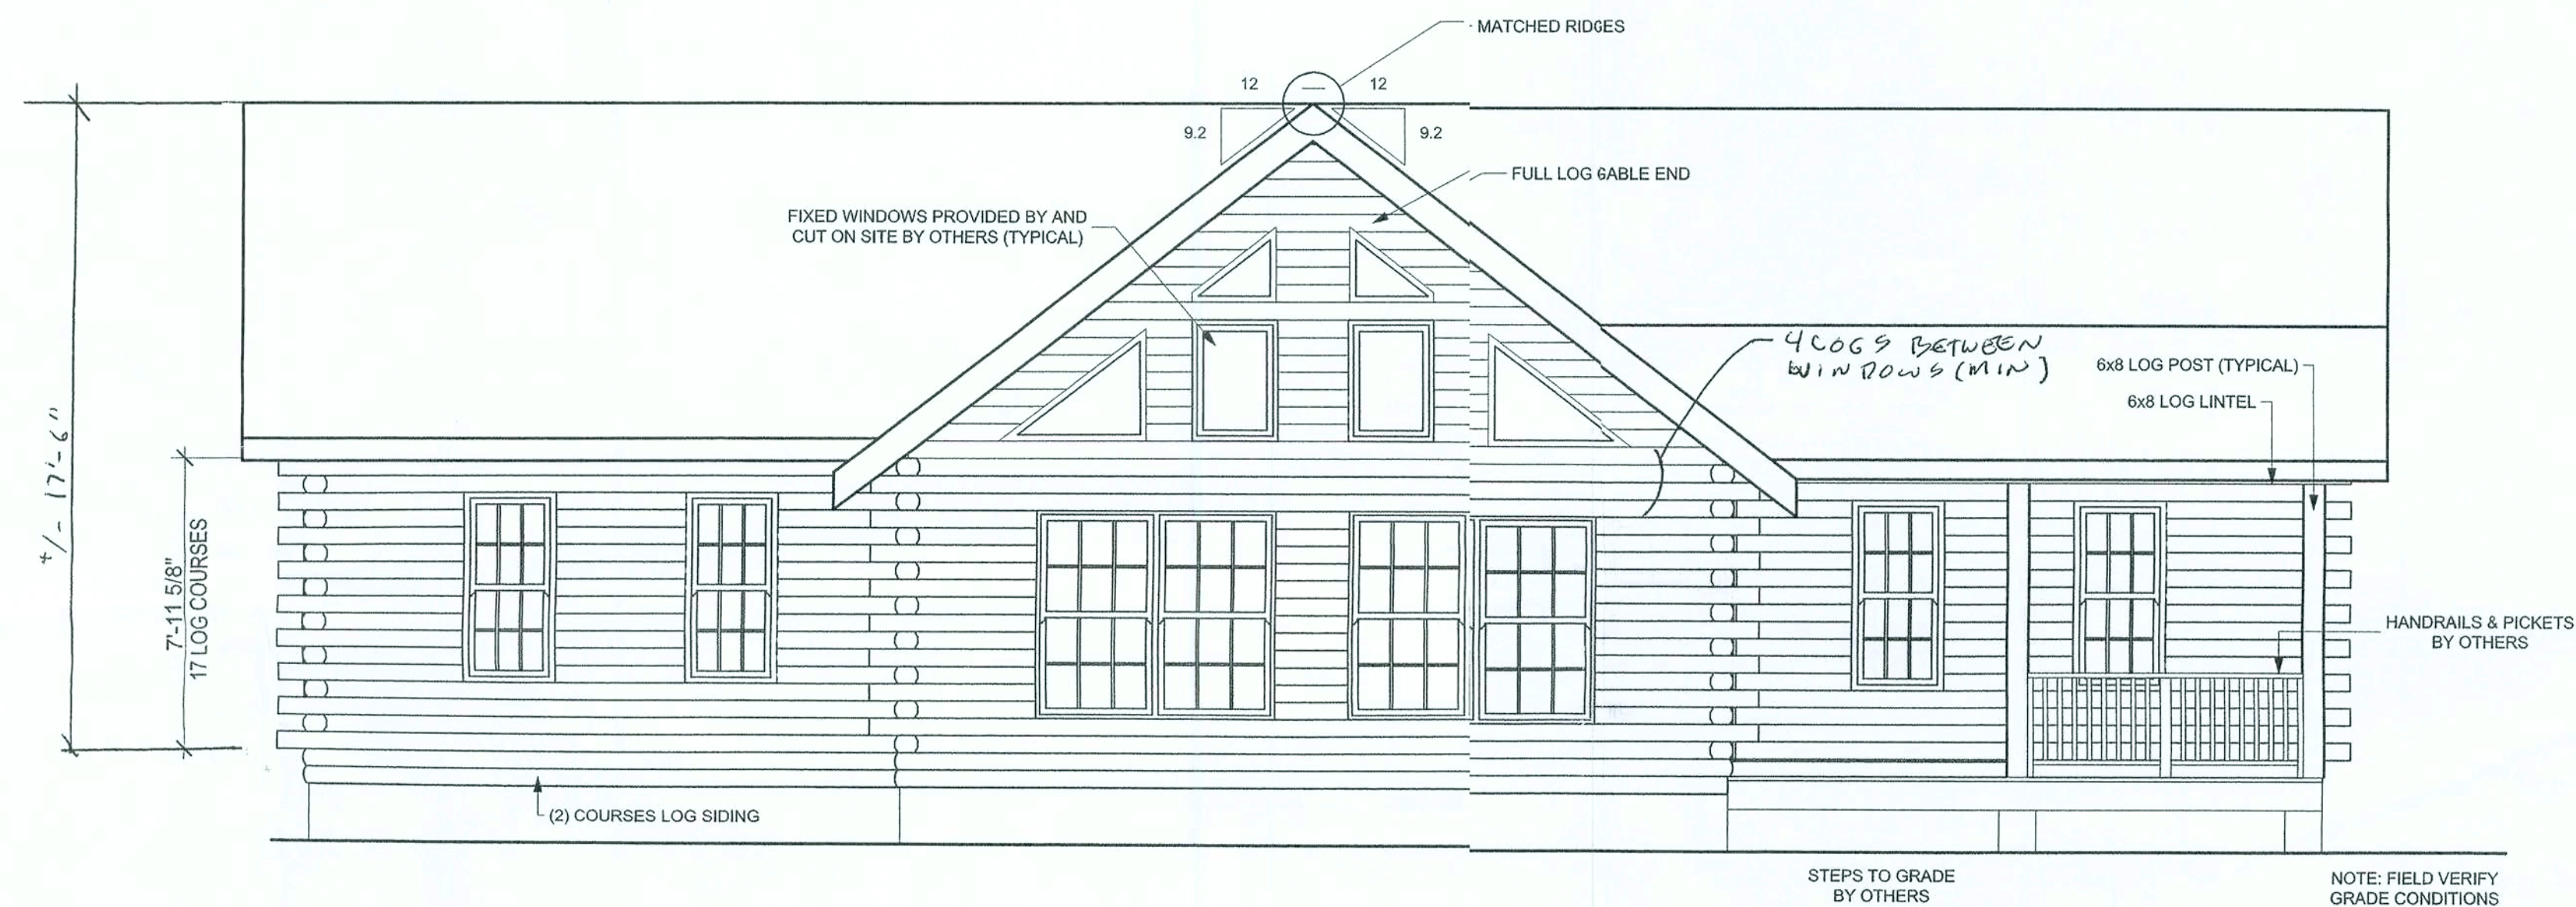 MATCHED RIDGES
12
12
9.2
9.2
FULL LOG GABLE END
FIXED WINDOWS PROVIDED BY AND
CUT ON SITE BY OTHERS (TYPICAL)
4 LOGS BETWEEN
WINDOWS (MIN)
6x8 LOG POST (TYPICAL)
6x8 LOG LINTEL
+/- 17'-6"
7'-11 5/8"
17 LOG COURSES
HANDRAILS & PICKETS
BY OTHERS
(2) COURSES LOG SIDING
STEPS TO GRADE
BY OTHERS
NOTE: FIELD VERIFY
GRADE CONDITIONS